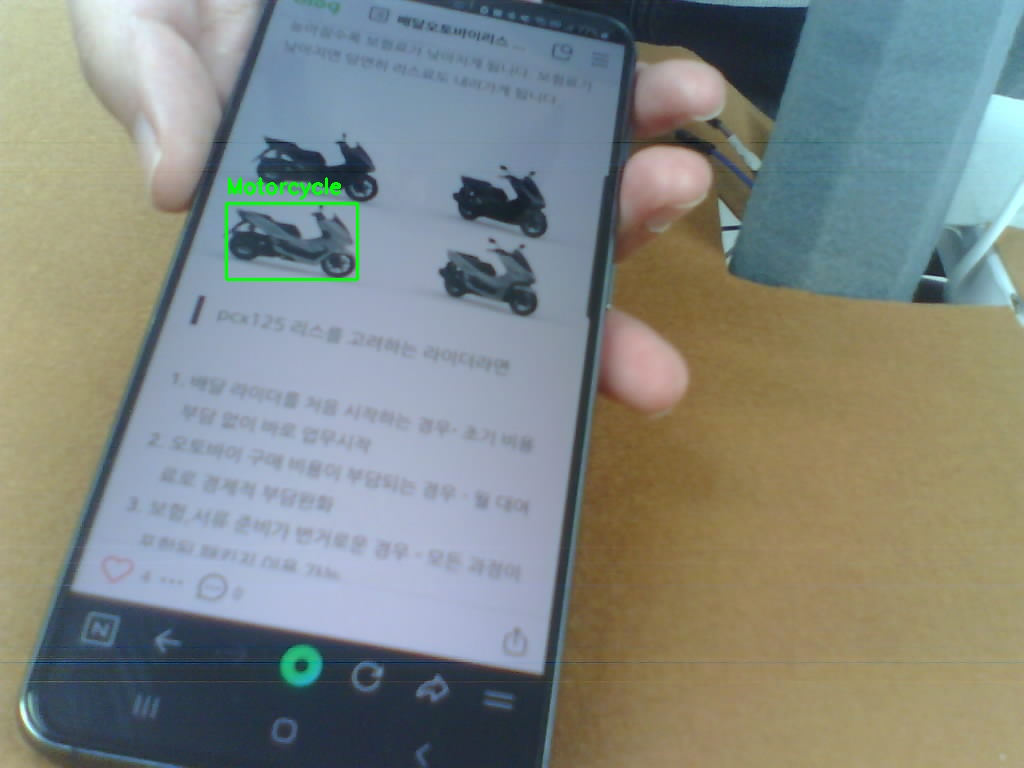 blog
배달오토바이리스 ...
높아질수록 보험료가 낮아지게 됩니다. 보험료가
낮아지면 당연히 리스료도 내려가게 됩니다.
Motorcycle
pcx125 리스를 고려하는 라이더라면
1. 배달 라이더를 처음 시작하는 경우- 초기 비용
부담 없이 바로 업무시작
2. 오토바이 구매 비용이 부담되는 경우 - 월 대여
료로 경제적 부담완화
3. 보험,서류 준비가 번거로운 경우 - 모든 과정이
포함된 패키지 이용 가능
4
0
N